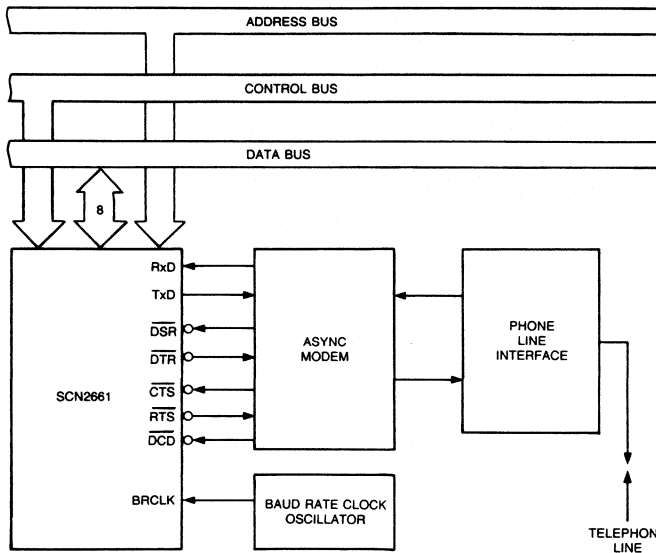 ADDRESS BUS
CONTROL BUS
DATA BUS
8
RxD
TxD
DSR
DTR
CTS
RTS
DCD
BRCLK
SCN2661
ASYNC
MODEM
BAUD RATE CLOCK
OSCILLATOR
PHONE
LINE
INTERFACE
TELEPHON
LINE